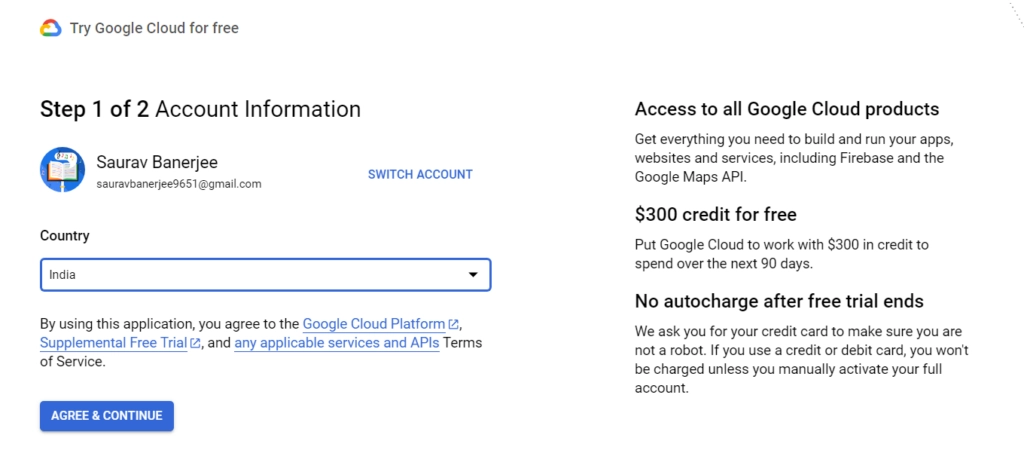 Try Google Cloud for free
Step 1 of 2 Account Information
Saurav Banerjee
sauravbanerjee9651@gmail.com
SWITCH ACCOUNT
Country
India
By using this application, you agree to the Google Cloud Platform,
Supplemental Free Trial, and any applicable services and APIs Terms
of Service.
AGREE & CONTINUE
Access to all Google Cloud products
Get everything you need to build and run your apps,
websites and services, including Firebase and the
Google Maps API.
$300 credit for free
Put Google Cloud to work with $300 in credit to
spend over the next 90 days.
No autocharge after free trial ends
We ask you for your credit card to make sure you are
not a robot. If you use a credit or debit card, you won't
be charged unless you manually activate your full
account.